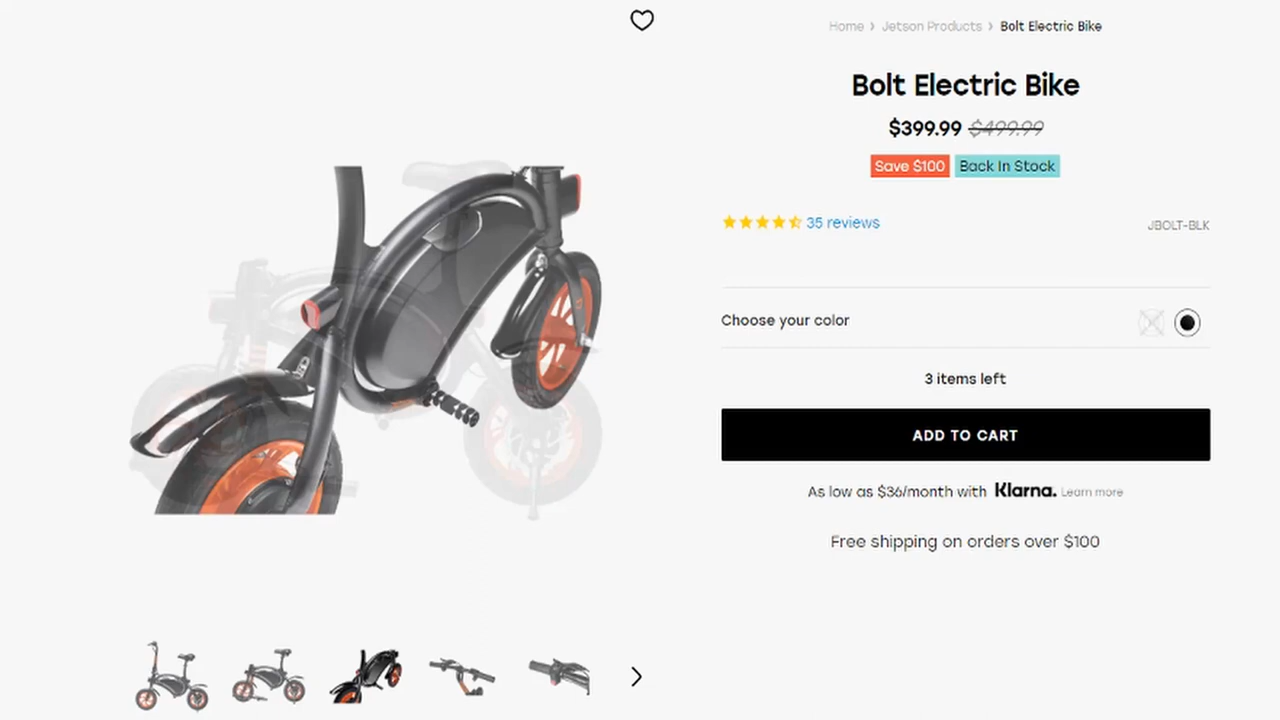 Home > Jetson Products > Bolt Electric Bike
Bolt Electric Bike
$399.99 $499.99
Save $100 Back In Stock
35 reviews
JBOLT-BLK
Choose your color
3 items left
ADD TO CART
As low as $36/month with Klarna. Learn more
Free shipping on orders over $100